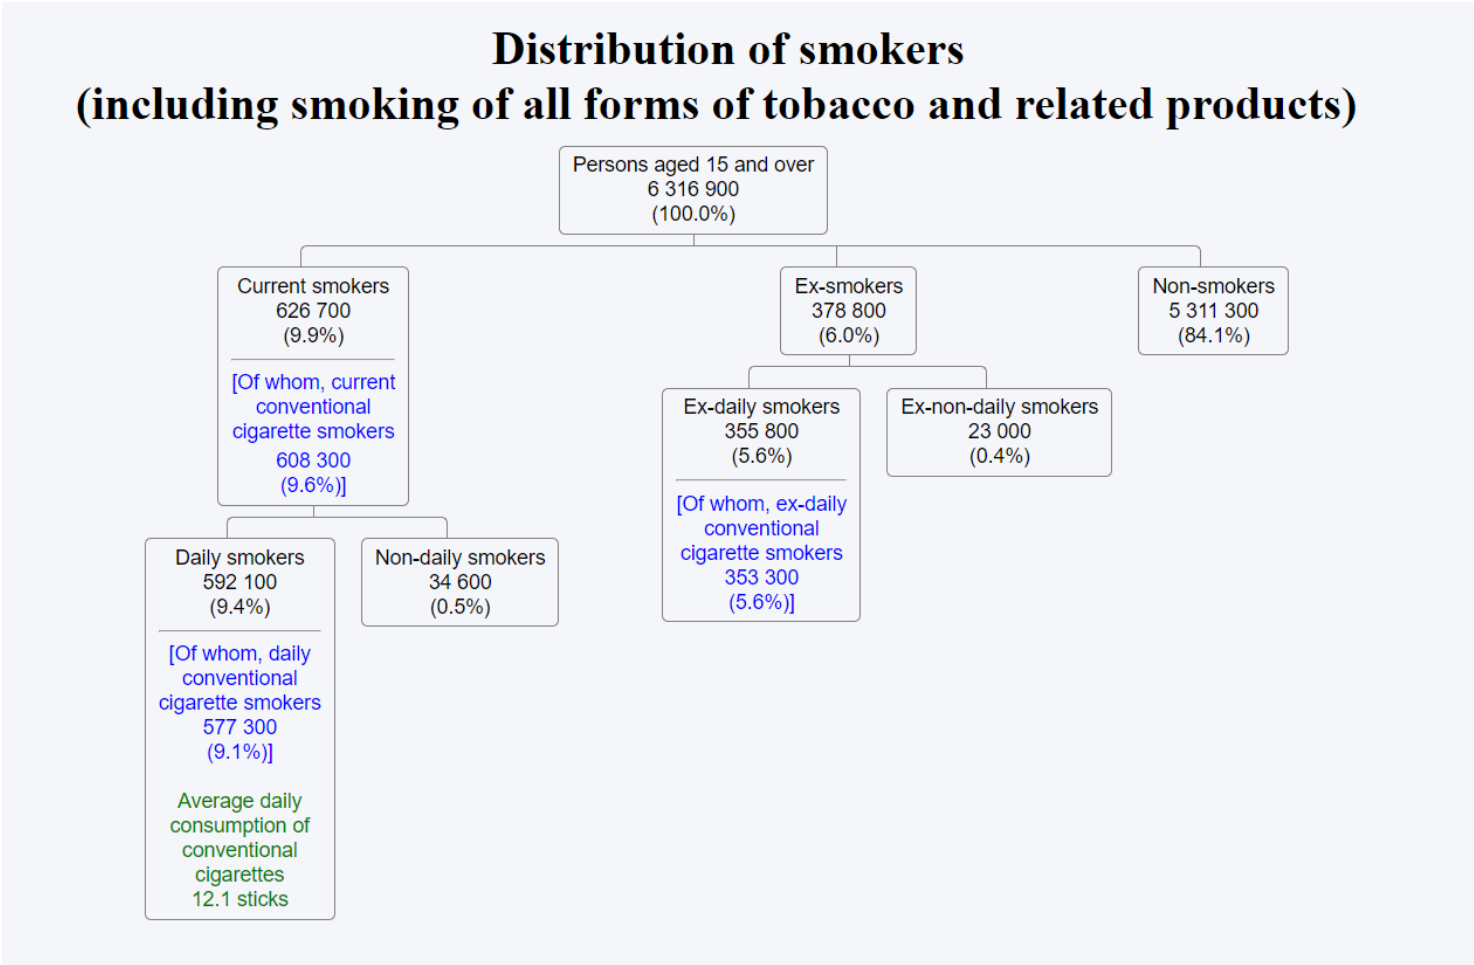 Distribution of smokers
(including smoking of all forms of tobacco and related products)
Persons aged 15 and over
6 316 900
(100.0%)
Current smokers
626 700
(9.9%)
[Of whom, current
conventional
cigarette smokers
608 300
(9.6%)]
Daily smokers
592 100
(9.4%)
[Of whom, daily
conventional
cigarette smokers
577 300
(9.1%)]
Average daily
consumption of
conventional
cigarettes
12.1 sticks
Non-daily smokers
34 600
(0.5%)
Ex-smokers
378 800
(6.0%)
Ex-daily smokers
355 800
(5.6%)
[Of whom, ex-daily
conventional
cigarette smokers
353 300
(5.6%)]
Ex-non-daily smokers
23 000
(0.4%)
Non-smokers
5 311 300
(84.1%)